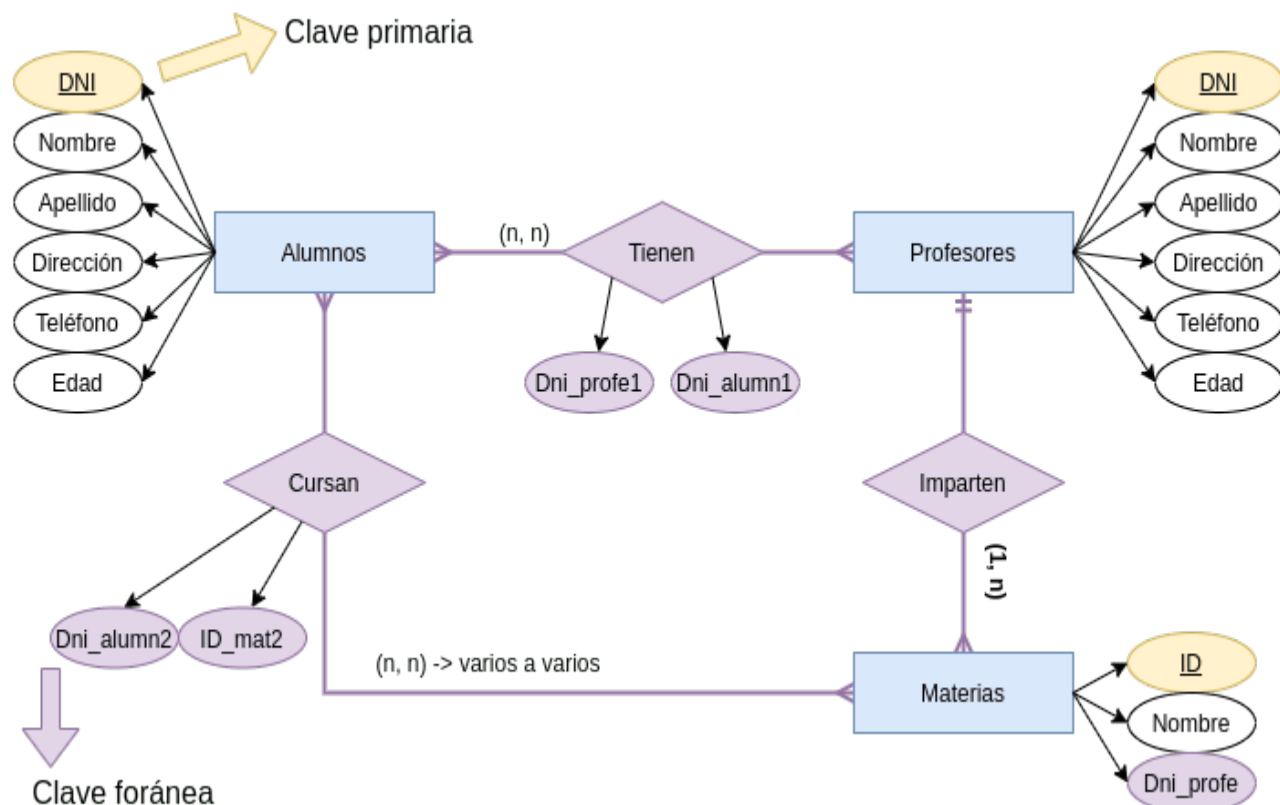 Clave primaria
DNI
Nombre
Apellido
Dirección
Teléfono
Edad
Alumnos
(n, n)
Tienen
Profesores
DNI
Nombre
Apellido
Dirección
Teléfono
Edad
Dni_profe1
Dni_alumn1
Cursan
Imparten
(1, n)
Dni_alumn2
ID_mat2
(n, n) -> varios a varios
Materias
ID
Nombre
Dni_profe
Clave foránea